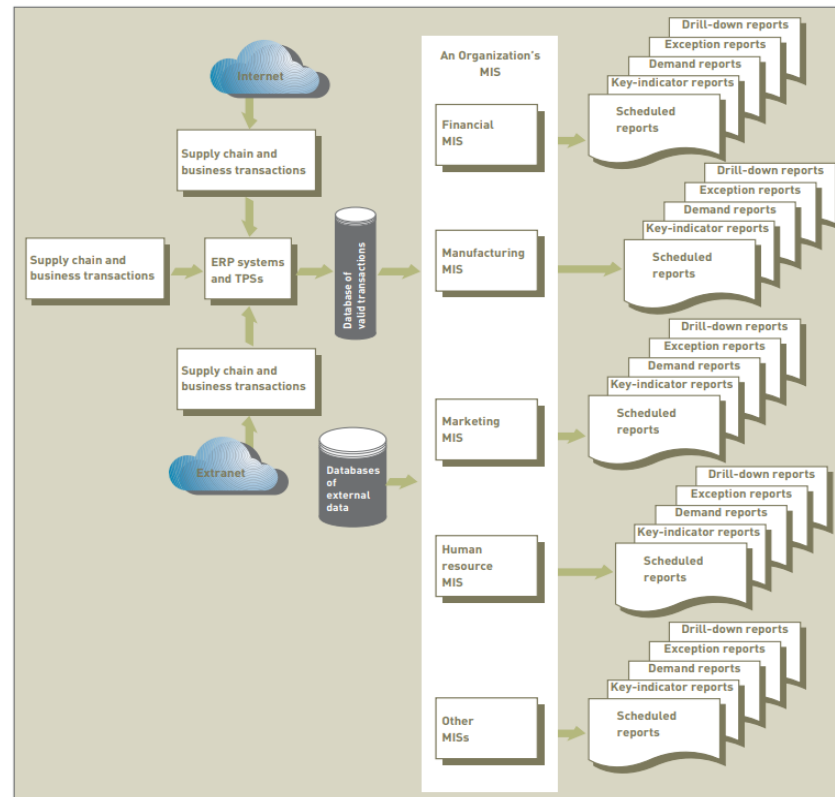 Internet
Supply chain and
business transactions
Supply chain and
business transactions
ERP systems
and TPSs
Database of
valid transactions
Supply chain and
business transactions
Extranet
Databases
of
external
data
An Organization's
MIS
Financial
MIS
Drill-down reports
Exception reports
Demand reports
Key-indicator reports
Scheduled
reports
Manufacturing
MIS
Drill-down reports
Exception reports
Demand reports
Key-indicator reports
Scheduled
reports
Marketing
MIS
Drill-down reports
Exception reports
Demand reports
Key-indicator reports
Scheduled
reports
Human
resource
MIS
Drill-down reports
Exception reports
Demand reports
Key-indicator reports
Scheduled
reports
Other
MISs
Drill-down reports
Exception reports
Demand reports
Key-indicator reports
Scheduled
reports